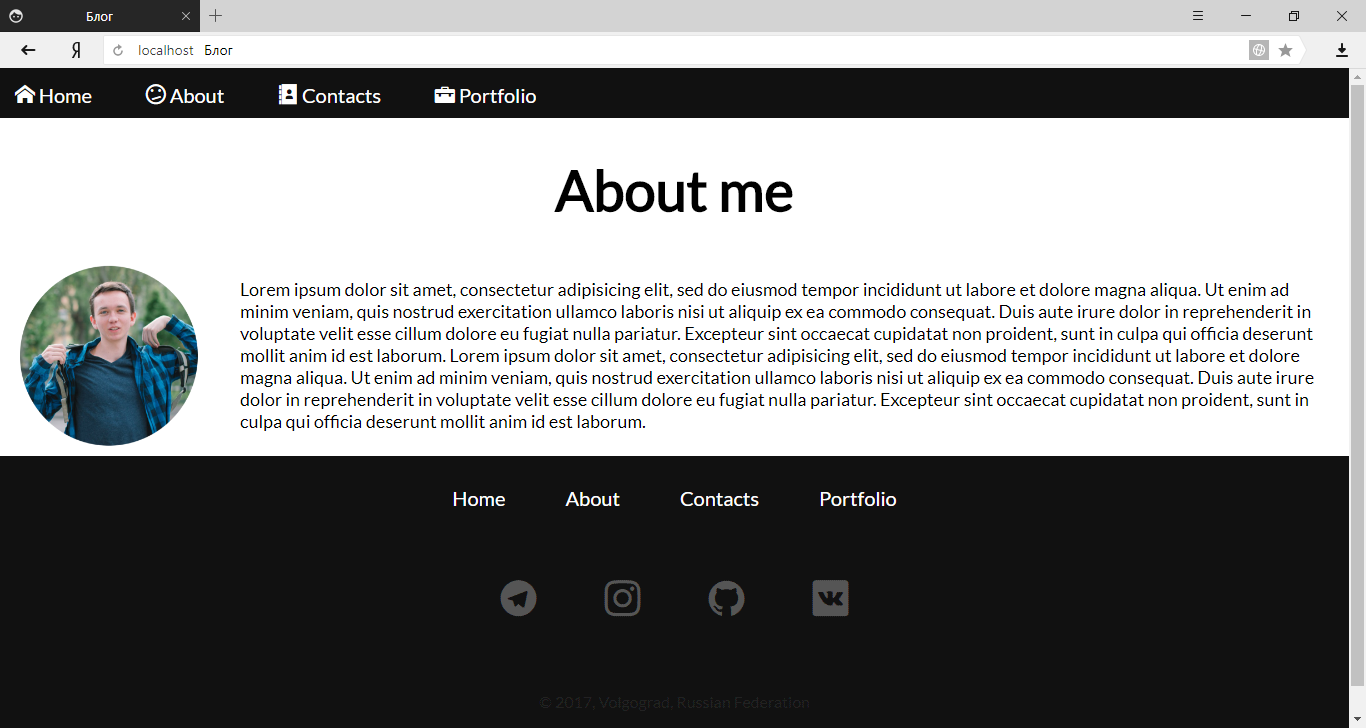 Блог
Я localhost Блог
Home About Contacts Portfolio
About me
Lorem ipsum dolor sit amet, consectetur adipisicing elit, sed do eiusmod tempor incididunt ut labore et dolore magna aliqua. Ut enim ad
minim veniam, quis nostrud exercitation ullamco laboris nisi ut aliquip ex ea commodo consequat. Duis aute irure dolor in reprehenderit in
voluptate velit esse cillum dolore eu fugiat nulla pariatur. Excepteur sint occaecat cupidatat non proident, sunt in culpa qui officia deserunt
mollit anim id est laborum. Lorem ipsum dolor sit amet, consectetur adipisicing elit, sed do eiusmod tempor incididunt ut labore et dolore
magna aliqua. Ut enim ad minim veniam, quis nostrud exercitation ullamco laboris nisi ut aliquip ex ea commodo consequat. Duis aute irure
dolor in reprehenderit in voluptate velit esse cillum dolore eu fugiat nulla pariatur. Excepteur sint occaecat cupidatat non proident, sunt in
culpa qui officia deserunt mollit anim id est laborum.
Home About Contacts Portfolio
© 2017, Volgograd, Russian Federation